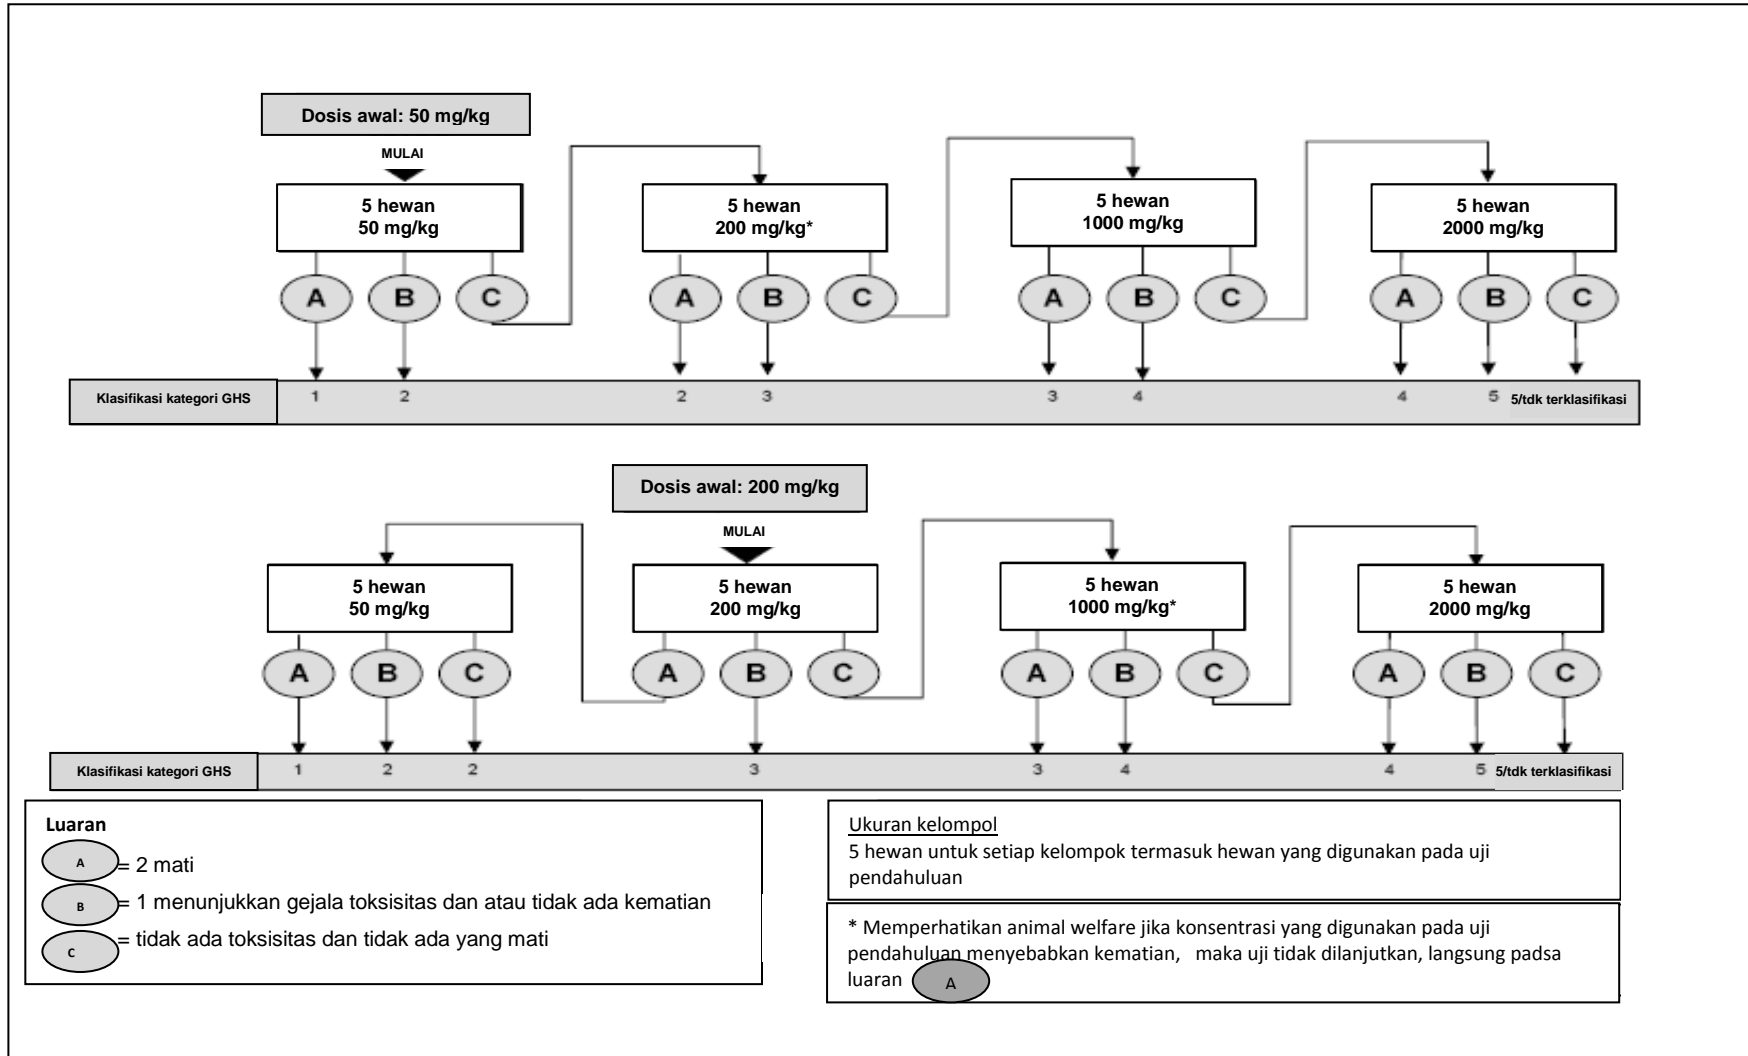 Dosis awal: 50 mg/kg
MULAI
5 hewan
50 mg/kg
5 hewan
200 mg/kg*
5 hewan
1000 mg/kg
5 hewan
2000 mg/kg
A B C A B C A B C A B C
Klasifikasi kategori GHS 1 2 2 3 3 4 4 5 5/tdk terklasifikasi
Dosis awal: 200 mg/kg
MULAI
5 hewan
50 mg/kg
5 hewan
200 mg/kg
5 hewan
1000 mg/kg*
5 hewan
2000 mg/kg
A B C A B C A B C A B C
Klasifikasi kategori GHS 1 2 2 3 3 4 4 5 5/tdk terklasifikasi
Luaran
A = 2 mati
B = 1 menunjukkan gejala toksisitas dan atau tidak ada kematian
C = tidak ada toksisitas dan tidak ada yang mati
Ukuran kelompol
5 hewan untuk setiap kelompok termasuk hewan yang digunakan pada uji
pendahuluan
* Memperhatikan animal welfare jika konsentrasi yang digunakan pada uji
pendahuluan menyebabkan kematian, maka uji tidak dilanjutkan, langsung padsa
luaran A